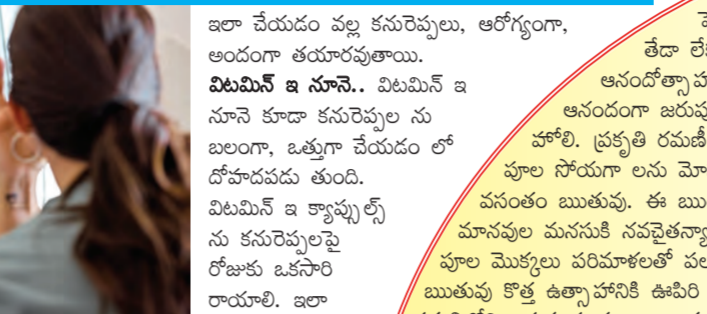 ఇలా చేయడం వల్ల కనురెప్పలు, ఆరోగ్యంగా,
అందంగా తయారవుతాయి.
విటమిన్ ఇ నూనె.. విటమిన్ ఇ
నూనె కూడా కనురెప్పల ను
బలంగా, ఒత్తుగా చేయడం లో
దోహదపడు తుంది.
విటమిన్ ఇ క్యాప్సుల్స్
ను కనురెప్పలపై
రోజుకు ఒకసారి
రాయాలి. ఇలా
తేడా
ఆనందోత్సాహ
ఆనందంగా జరుపు
హోలి. ప్రకృతి రమణీ
పూల సోయగా లను
వసంతం ఋతువు. ఈ
మానవుల మనసుకి నవచైతన్యా
పూల మొక్కలు పరిమాళలతో
ఋతువు కొత్త ఉత్సాహానికి ఊపిరి